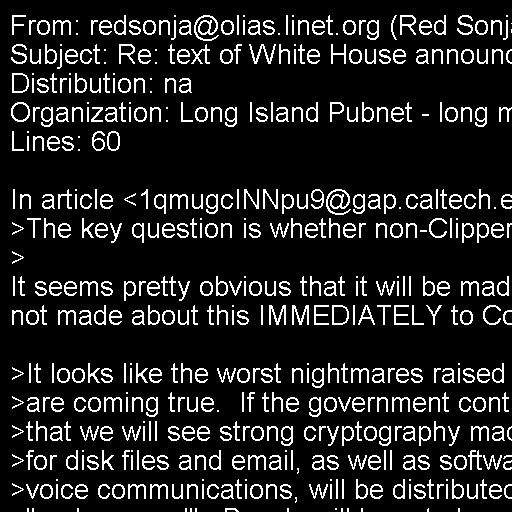 From: redsonja@olias.linet.org (Red Sonj
Subject: Re: text of White House announc
Distribution: na
Organization: Long Island Pubnet - long m
Lines: 60

In article <1qmugcINNpu9@gap.caltech.e
>The key question is whether non-Clipper
>
It seems pretty obvious that it will be mad
not made about this IMMEDIATELY to Co

>It looks like the worst nightmares raised
>are coming true.  If the government cont
>that we will see strong cryptography mad
>for disk files and email, as well as softwa
>voice communications, will be distributed